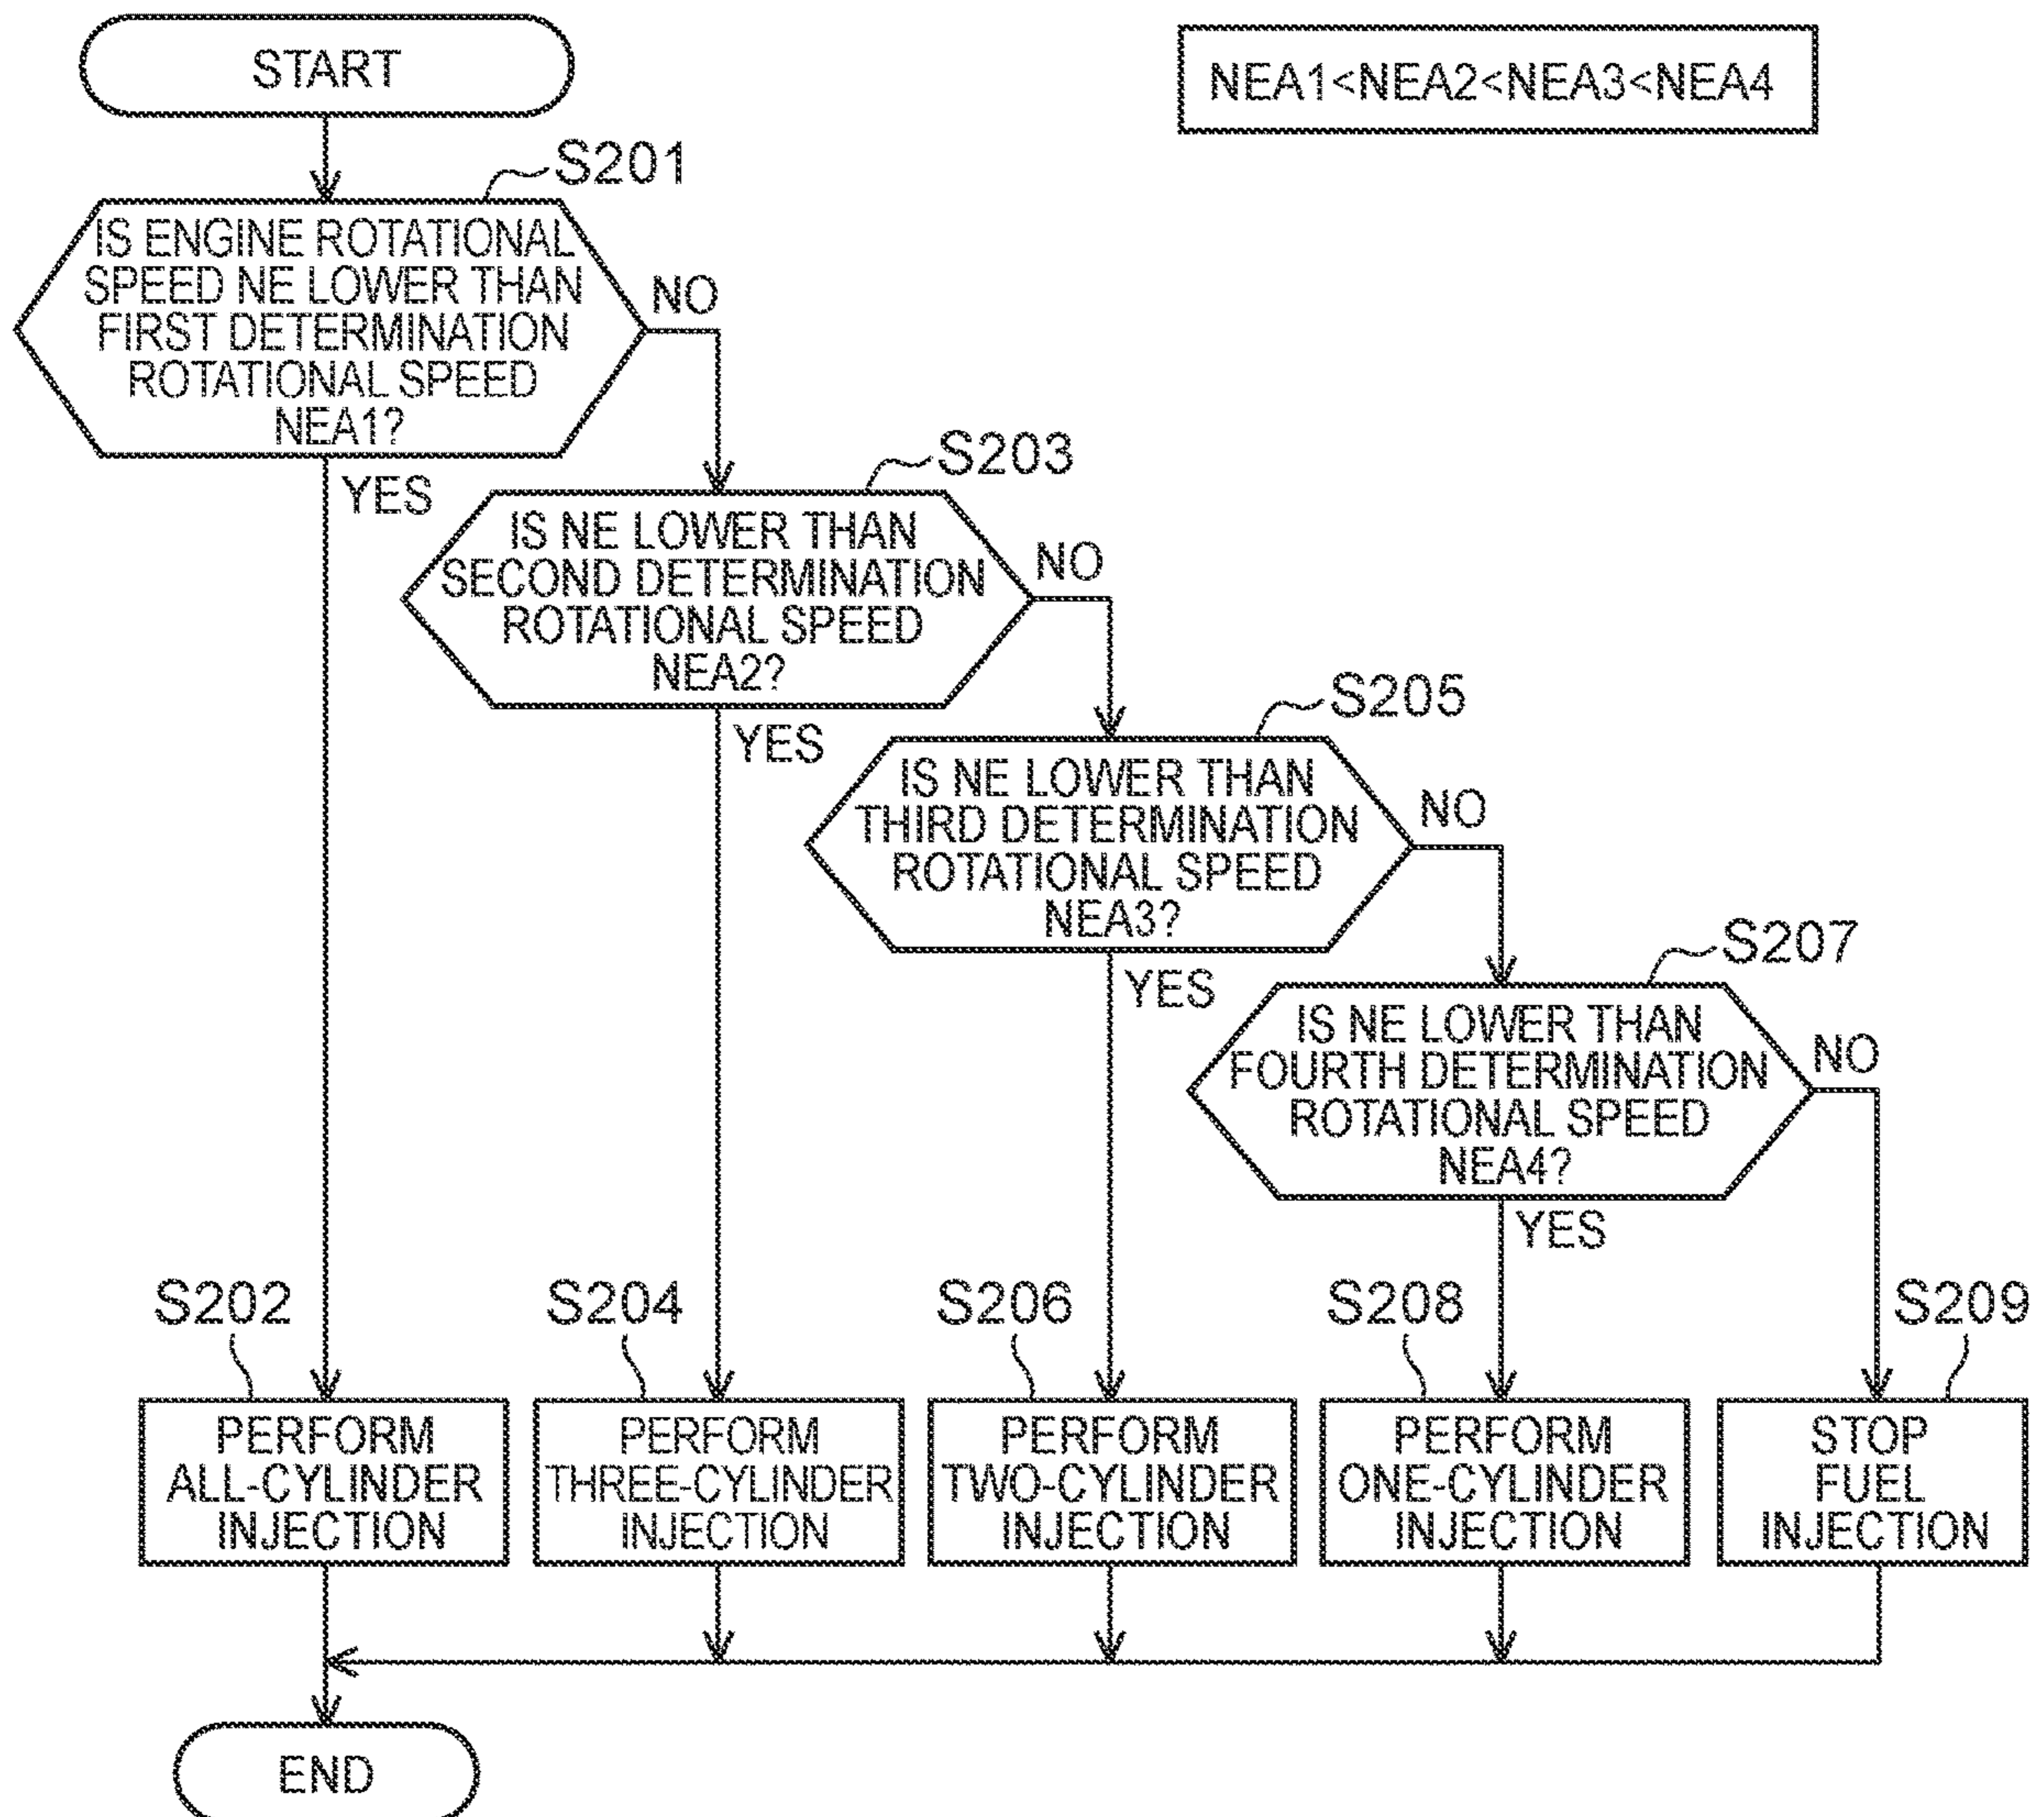 START
NEA1<NEA2<NEA3<NEA4
S201
IS ENGINE ROTATIONAL
SPEED NE LOWER THAN
FIRST DETERMINATION
ROTATIONAL SPEED
NEA1?
NO
YES
S203
IS NE LOWER THAN
SECOND DETERMINATION
ROTATIONAL SPEED
NEA2?
NO
YES
S205
IS NE LOWER THAN
THIRD DETERMINATION
ROTATIONAL SPEED
NEA3?
NO
YES
S207
IS NE LOWER THAN
FOURTH DETERMINATION
ROTATIONAL SPEED
NEA4?
NO
YES
S202
PERFORM
ALL-CYLINDER
INJECTION
S204
PERFORM
THREE-CYLINDER
INJECTION
S206
PERFORM
TWO-CYLINDER
INJECTION
S208
PERFORM
ONE-CYLINDER
INJECTION
S209
STOP
FUEL
INJECTION
END